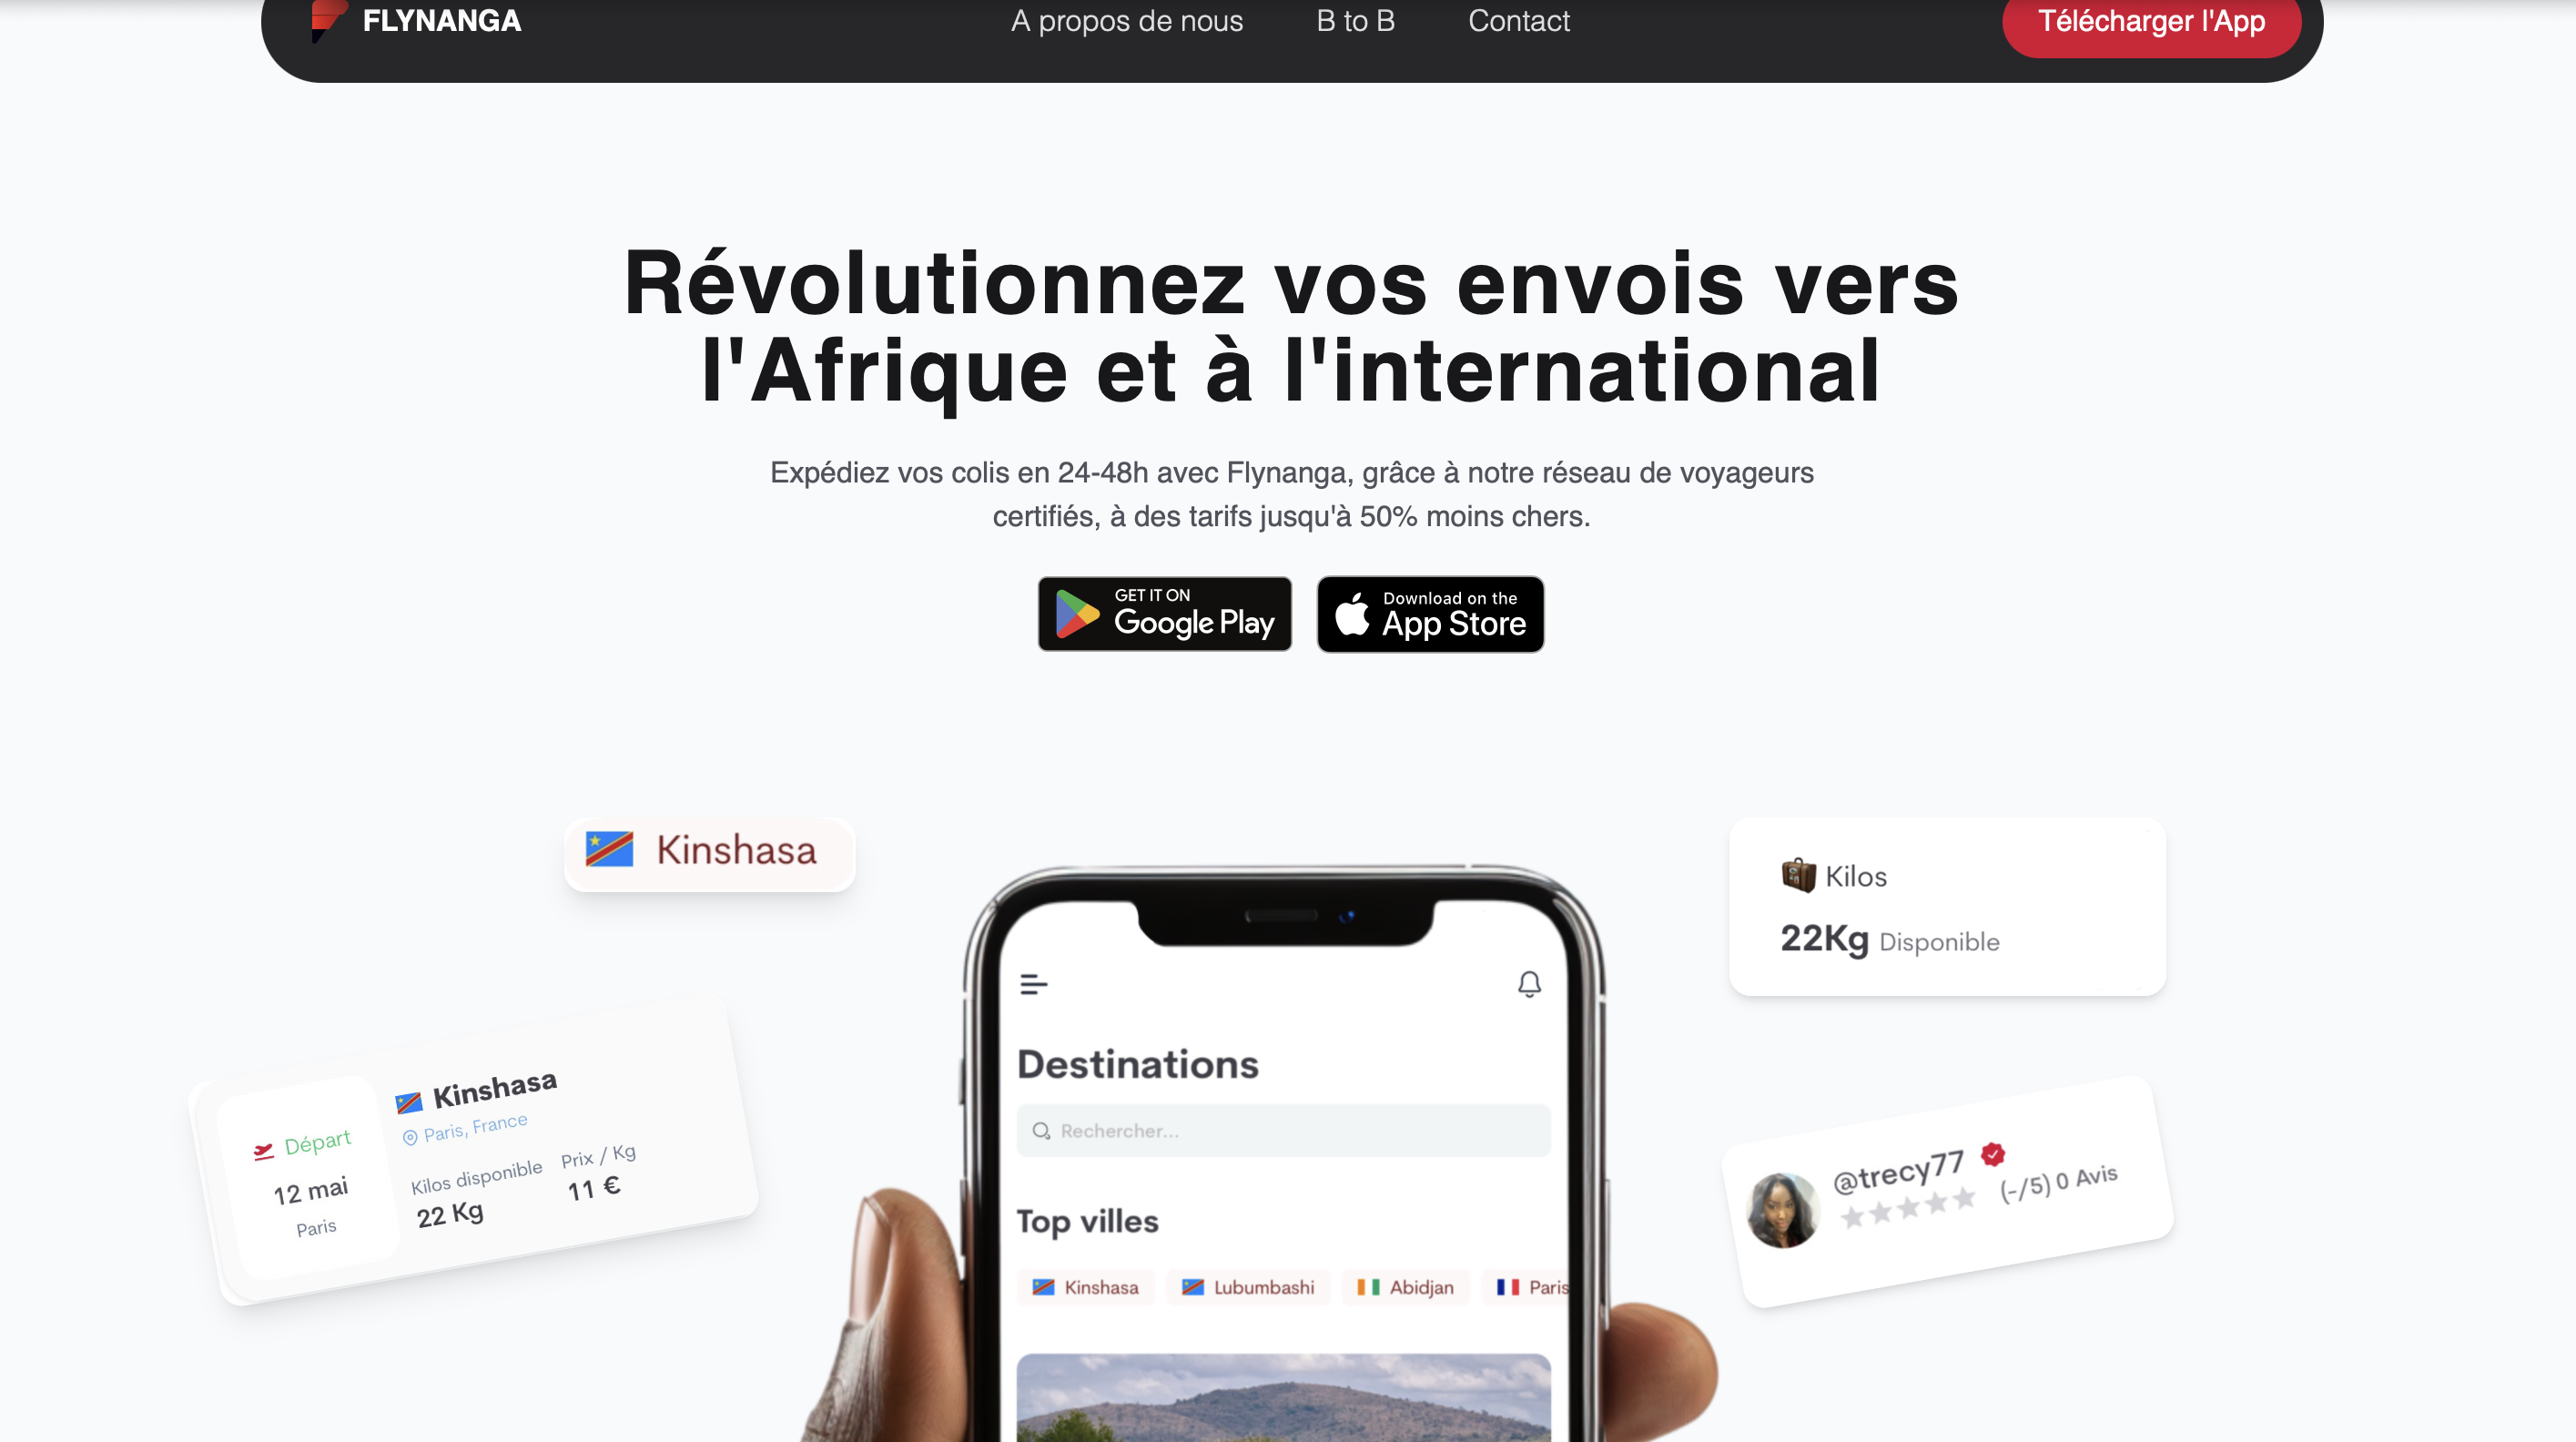 FLYNANGA
A propos de nous
B to B
Contact
Télécharger l'App
Révolutionnez vos envois vers
l'Afrique et à l'international
Expédiez vos colis en 24-48h avec Flynanga, grâce à notre réseau de voyageurs
certifiés, à des tarifs jusqu'à 50% moins chers.
GET IT ON
Google Play
Download on the
App Store
Kinshasa
Kilos
22Kg Disponible
Départ
12 mai
Paris
Kinshasa
Paris, France
Kilos disponible
22 Kg
Prix / Kg
11 €
Destinations
Rechercher...
Top villes
Kinshasa
Lubumbashi
Abidjan
Paris
@trecy77
(-/5) 0 Avis